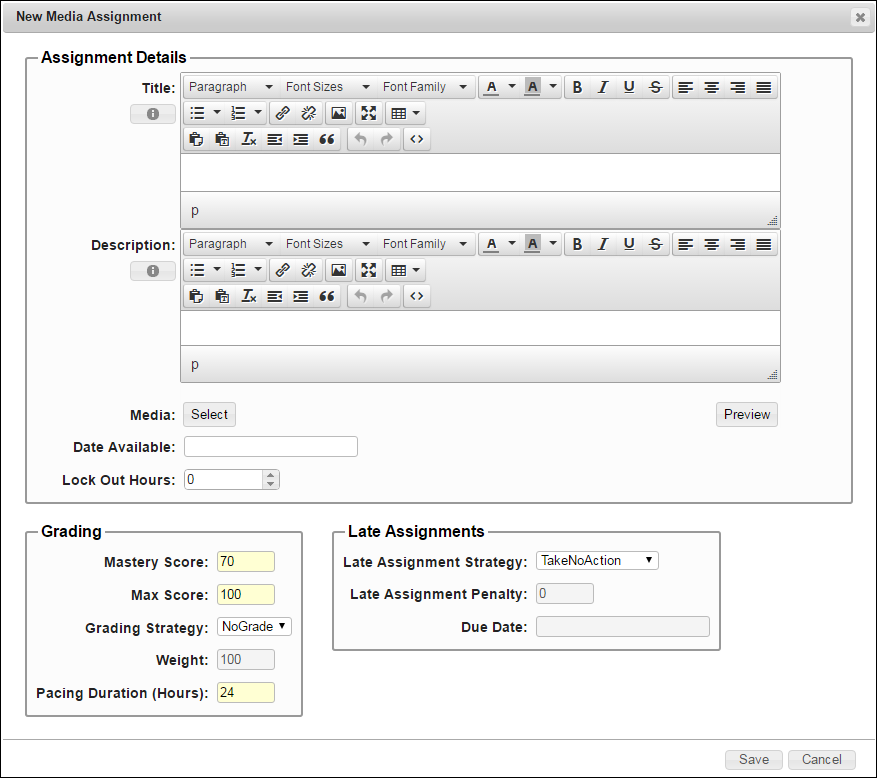 New Media Assignment
Assignment Details
Title: Paragraph Font Sizes Font Family A A B I U S
Tx
p
Description: Paragraph Font Sizes Font Family A A B I U S
Tx
p
Media: Select Preview
Date Available:
Lock Out Hours: 0
Grading
Mastery Score: 70
Max Score: 100
Grading Strategy: NoGrade
Weight: 100
Pacing Duration (Hours): 24
Late Assignments
Late Assignment Strategy: TakeNoAction
Late Assignment Penalty: 0
Due Date:
Save Cancel